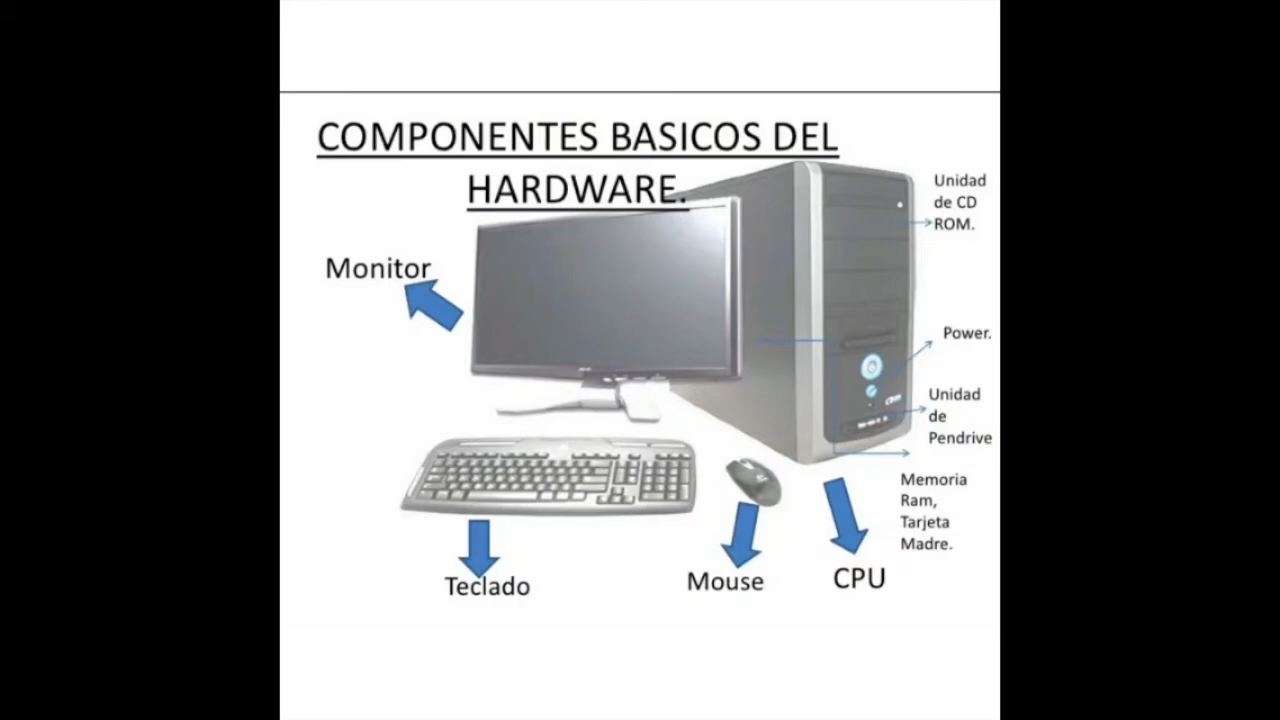 COMPONENTES BASICOS DEL
HARDWARE.
Unidad
de CD
ROM.
Monitor
Power.
Unidad
de
Pendrive
Memoria
Ram,
Tarjeta
Madre.
Teclado
Mouse
CPU